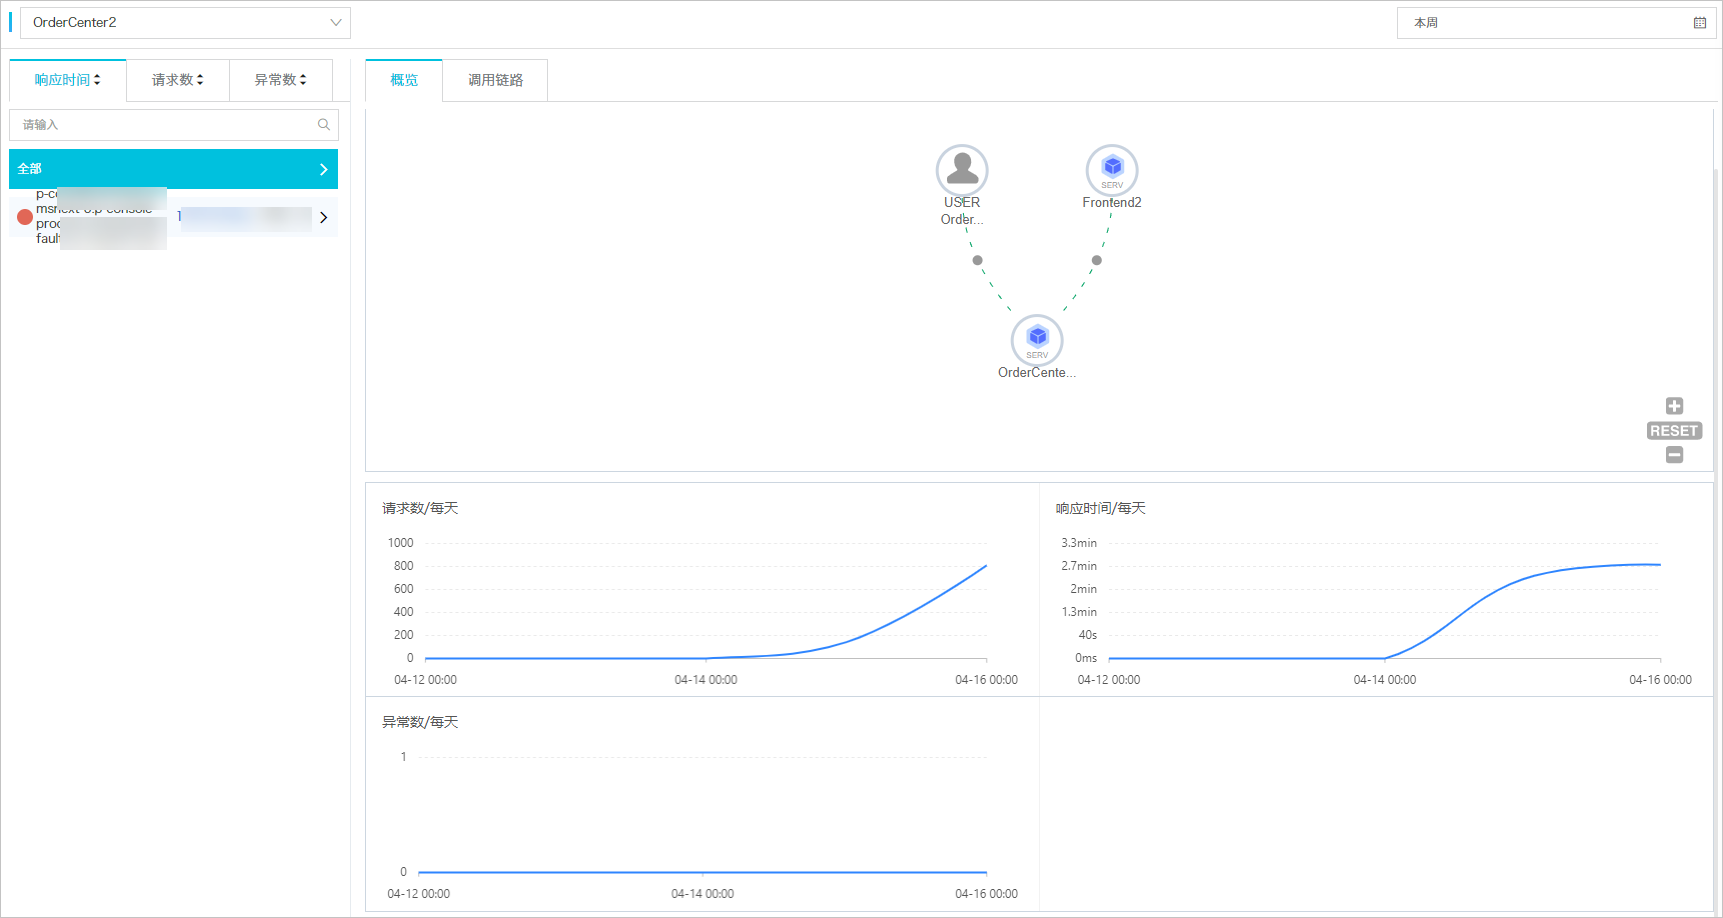 OrderCenter2
本周
响应时间 请求数 异常数
概览 调用链路
请输入
全部
SERV
USER
Order...
SERV
Frontend2
SERV
OrderCente...
RESET
请求数/每天
1000
800
600
400
200
0
04-12 00:00 04-14 00:00 04-16 00:00
响应时间/每天
3.3min
2.7min
2min
1.3min
40s
0ms
04-12 00:00 04-14 00:00 04-16 00:00
异常数/每天
1
0
04-12 00:00 04-14 00:00 04-16 00:00